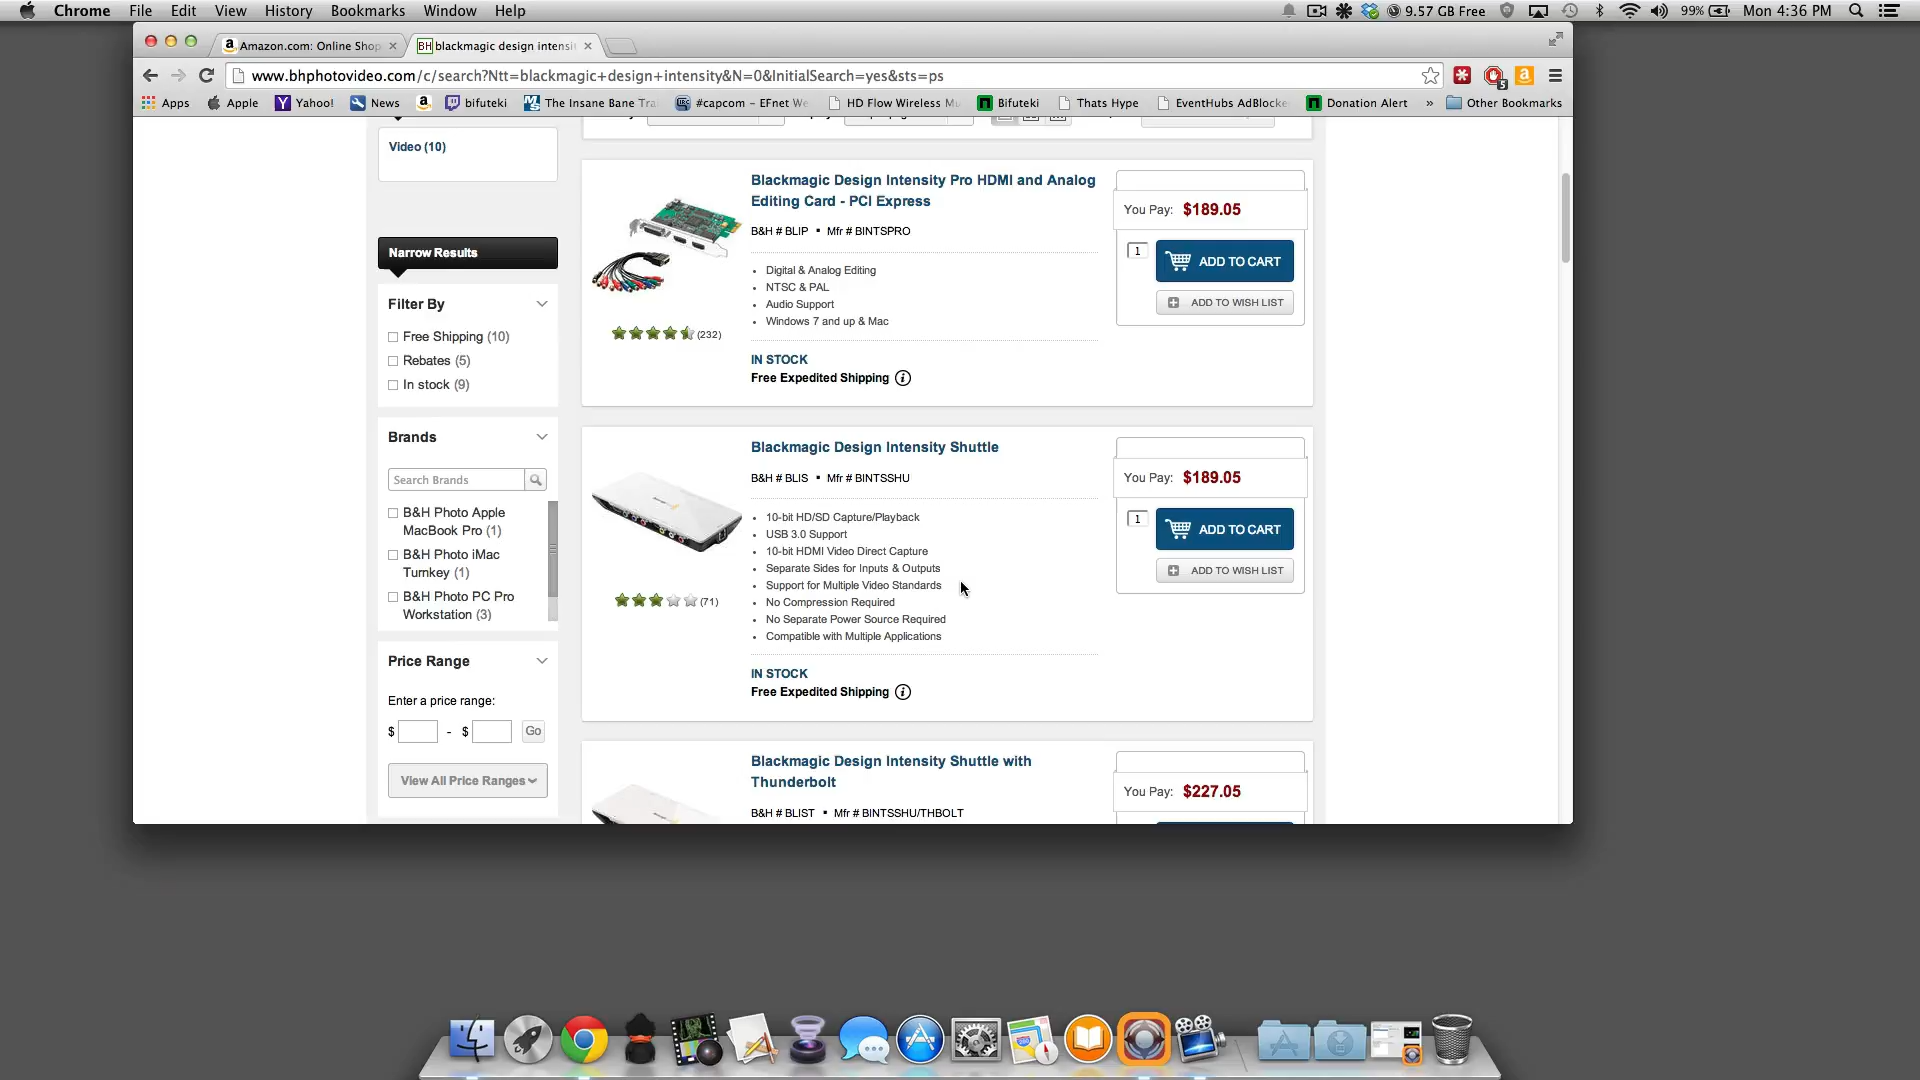 Chrome File Edit View History Bookmarks Window Help
9.57 GB Free 99% Mon 4:36 PM
Amazon.com: Online Shop
BH blackmagic design intensi
www.bhphotovideo.com/c/search?Ntt=blackmagic+design+intensity&N=0&InitialSearch=yes&sts=ps
5
Apps Apple Yahoo! News bifuteki The Insane Bane Tra #capcom – EFnet We HD Flow Wireless Mu Bifuteki Thats Hype EventHubs AdBlocke Donation Alert » Other Bookmarks
Video (10)
Narrow Results
Filter By
Free Shipping (10)
Rebates (5)
In stock (9)
Brands
Search Brands
B&H Photo Apple
MacBook Pro (1)
B&H Photo iMac
Turnkey (1)
B&H Photo PC Pro
Workstation (3)
Price Range
Enter a price range:
$ - $ Go
View All Price Ranges
Blackmagic Design Intensity Pro HDMI and Analog
Editing Card - PCI Express
B&H # BLIP • Mfr # BINTSPRO
• Digital & Analog Editing
• NTSC & PAL
• Audio Support
• Windows 7 and up & Mac
(232)
IN STOCK
Free Expedited Shipping
You Pay: $189.05
1 ADD TO CART
ADD TO WISH LIST
Blackmagic Design Intensity Shuttle
B&H # BLIS • Mfr # BINTSSHU
• 10-bit HD/SD Capture/Playback
• USB 3.0 Support
• 10-bit HDMI Video Direct Capture
• Separate Sides for Inputs & Outputs
• Support for Multiple Video Standards
• No Compression Required
• No Separate Power Source Required
• Compatible with Multiple Applications
(71)
IN STOCK
Free Expedited Shipping
You Pay: $189.05
1 ADD TO CART
ADD TO WISH LIST
Blackmagic Design Intensity Shuttle with
Thunderbolt
B&H # BLIST • Mfr # BINTSSHU/THBOLT
You Pay: $227.05